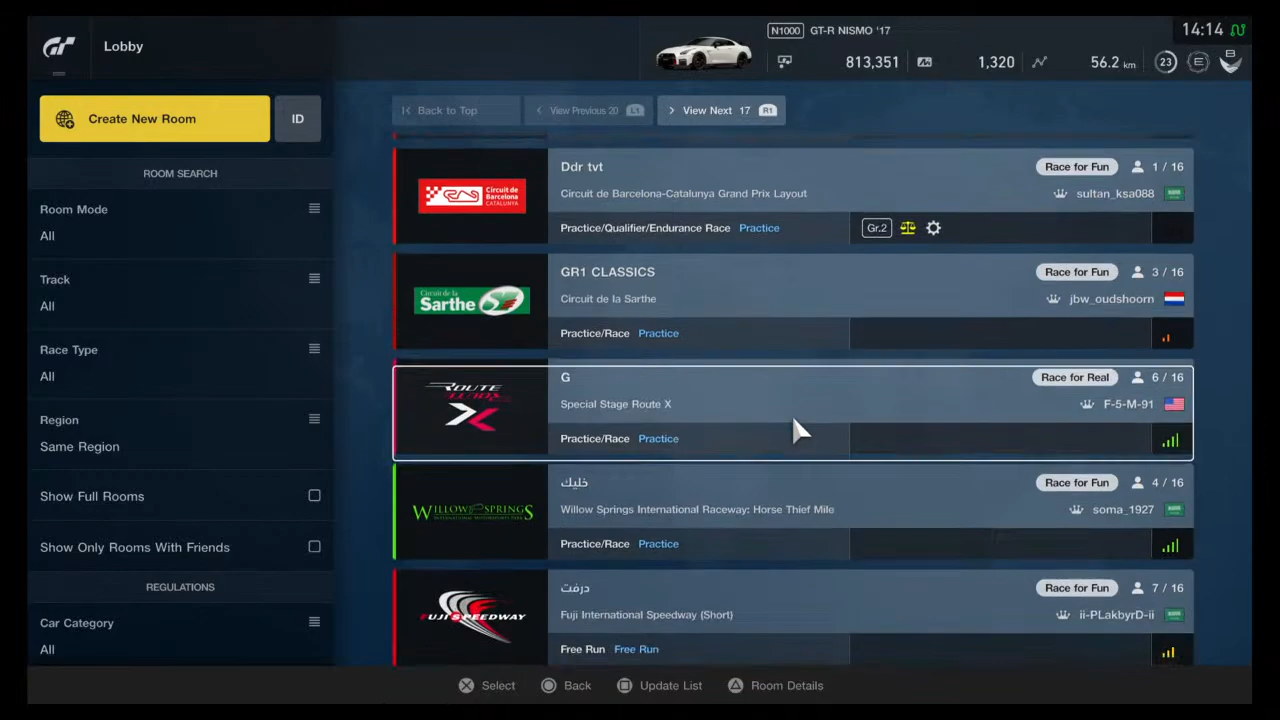 Lobby
N1000 GT-R NISMO '17
14:14
813,351 1,320 56.2 km 23 E B
Create New Room ID
ROOM SEARCH
Room Mode
All
Track
All
Race Type
All
Region
Same Region
Show Full Rooms
Show Only Rooms With Friends
REGULATIONS
Car Category
All
Back to Top View Previous 20 L1 View Next 17 R1
Circuit de Barcelona CATALUNYA
Ddr tvt Race for Fun 1 / 16
Circuit de Barcelona-Catalunya Grand Prix Layout sultan_ksa088
Practice/Qualifier/Endurance Race Practice Gr.2
Circuit de la Sarthe
GR1 CLASSICS Race for Fun 3 / 16
Circuit de la Sarthe jbw_oudshoorn
Practice/Race Practice
ROUTE X
G Race for Real 6 / 16
Special Stage Route X F-5-M-91
Practice/Race Practice
WILLOW SPRINGS
خليك Race for Fun 4 / 16
Willow Springs International Raceway: Horse Thief Mile soma_1927
Practice/Race Practice
FUJI SPEEDWAY
درفت Race for Fun 7 / 16
Fuji International Speedway (Short) ii-PLakbyrD-ii
Free Run Free Run
Select Back Update List Room Details